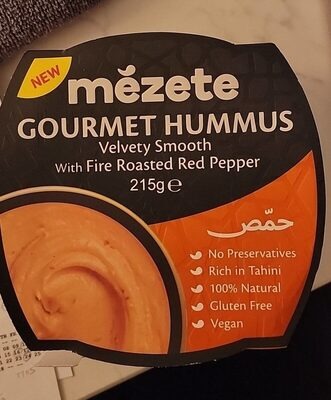 NEW
mézete
GOURMET HUMMUS
Velvety Smooth
With Fire Roasted Red Pepper
215g℮
حمّص
No Preservatives
Rich in Tahini
100% Natural
Gluten Free
Vegan